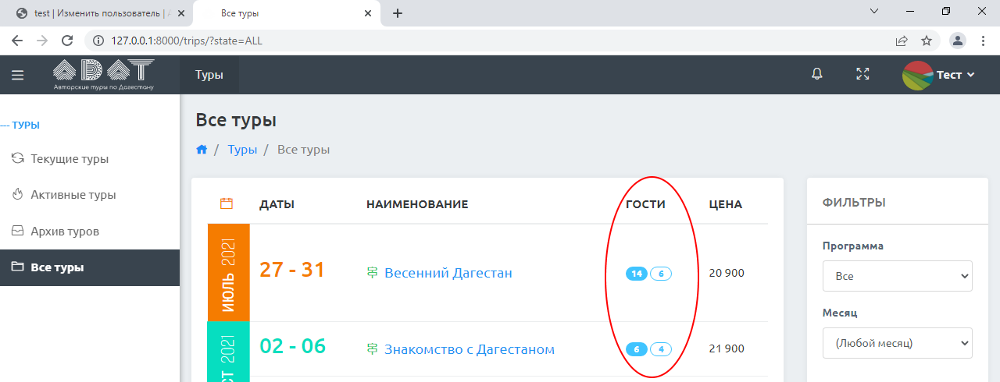 test | Изменить пользователь |
Все туры
127.0.0.1:8000/trips/?state=ALL
АДАТ
Авторские туры по Дагестану
Туры
Тест
ТУРЫ
Текущие туры
Активные туры
Архив туров
Все туры
Все туры
/ Туры / Все туры
ДАТЫ НАИМЕНОВАНИЕ ГОСТИ ЦЕНА
ИЮЛЬ 2021
27 - 31 Весенний Дагестан 14 6 20 900
СТ 2021
02 - 06 Знакомство с Дагестаном 6 4 21 900
ФИЛЬТРЫ
Программа
Все
Месяц
(Любой месяц)